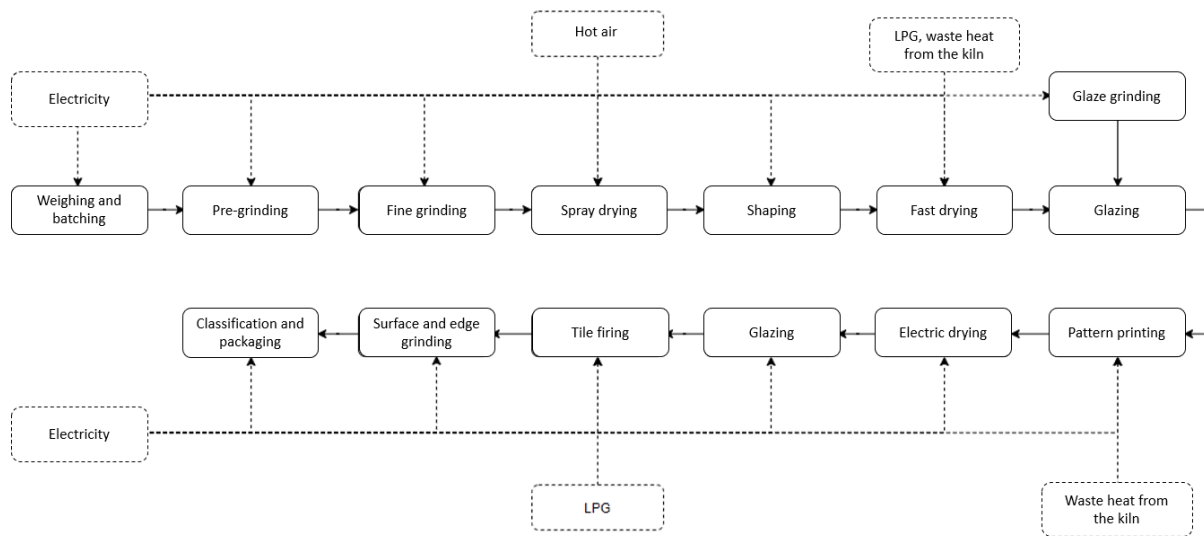 Hot air
LPG, waste heat
from the kiln
Electricity
Glaze grinding
Weighing and
batching
Pre-grinding
Fine grinding
Spray drying
Shaping
Fast drying
Glazing
Classification and
packaging
Surface and edge
grinding
Tile firing
Glazing
Electric drying
Pattern printing
Electricity
LPG
Waste heat from
the kiln